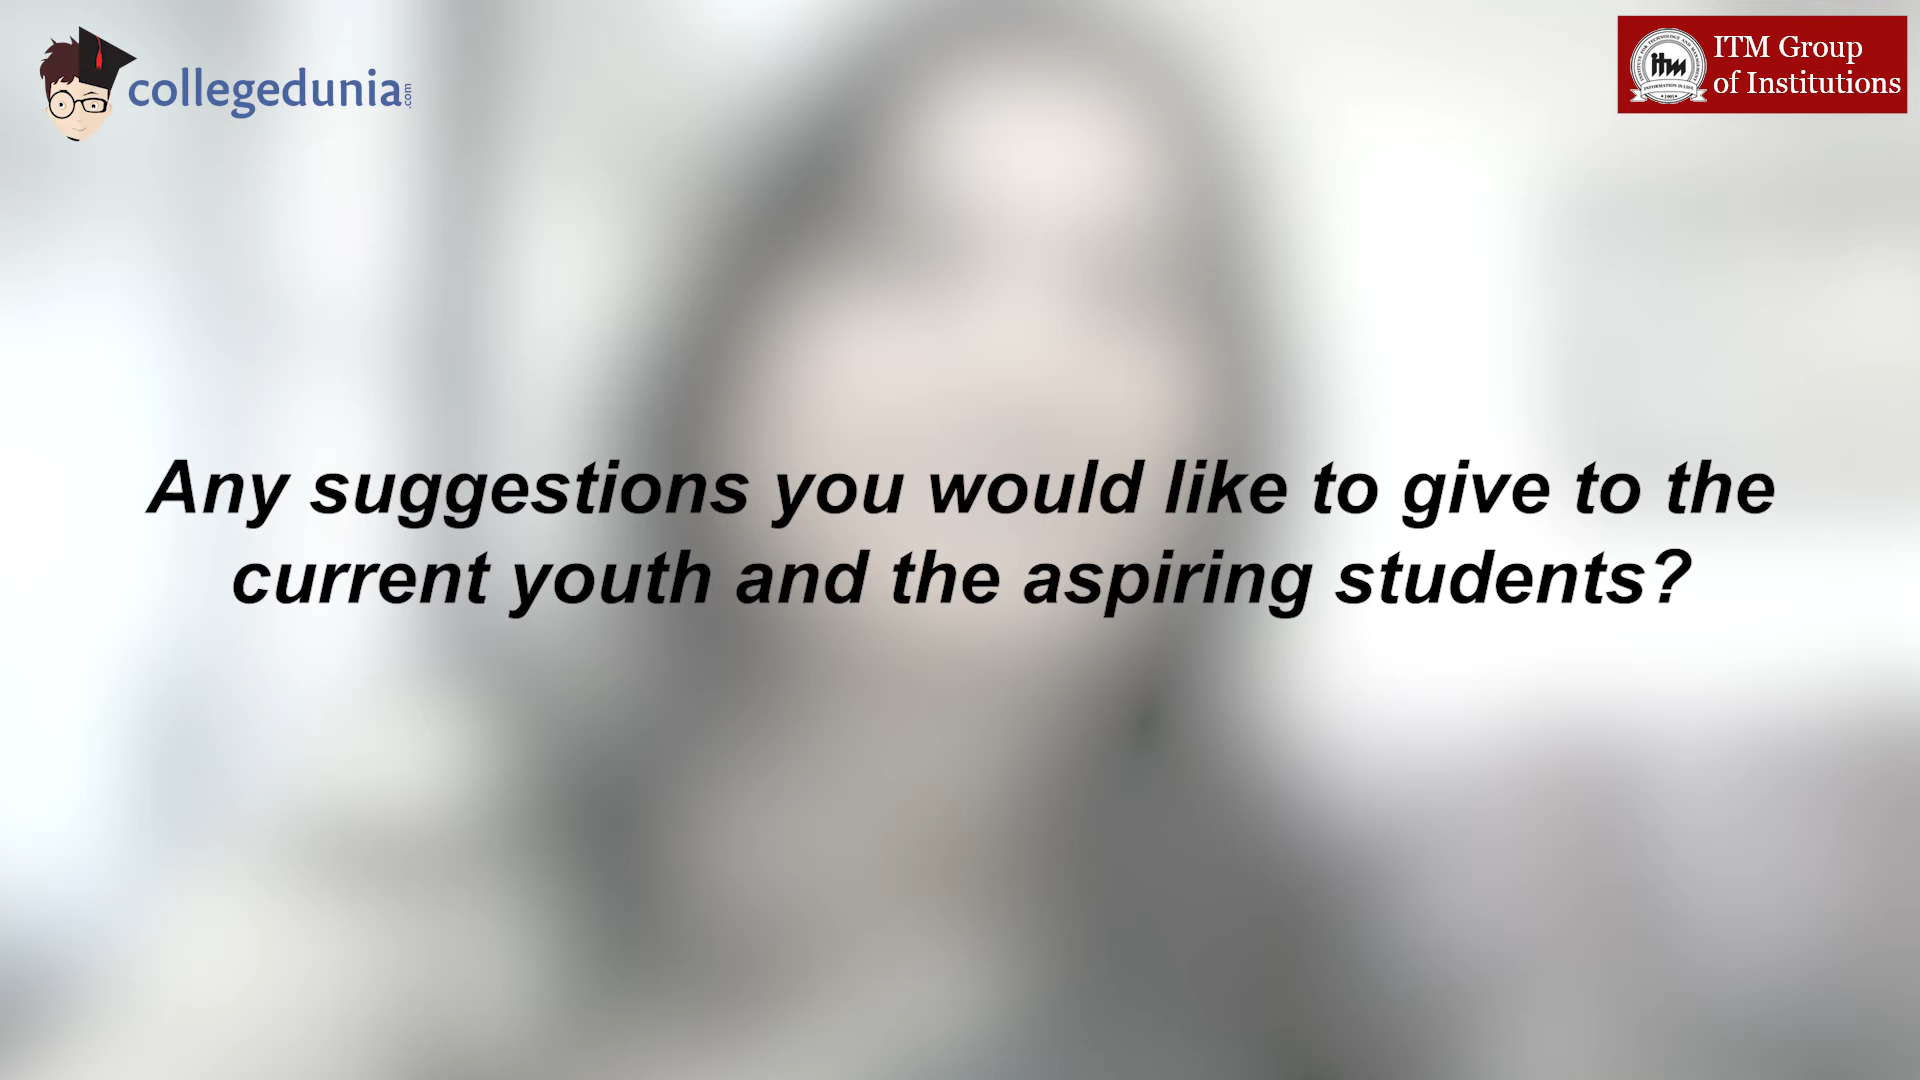 collegedunia
.com
itm
ITM Group
of Institutions
Any suggestions you would like to give to the
current youth and the aspiring students?